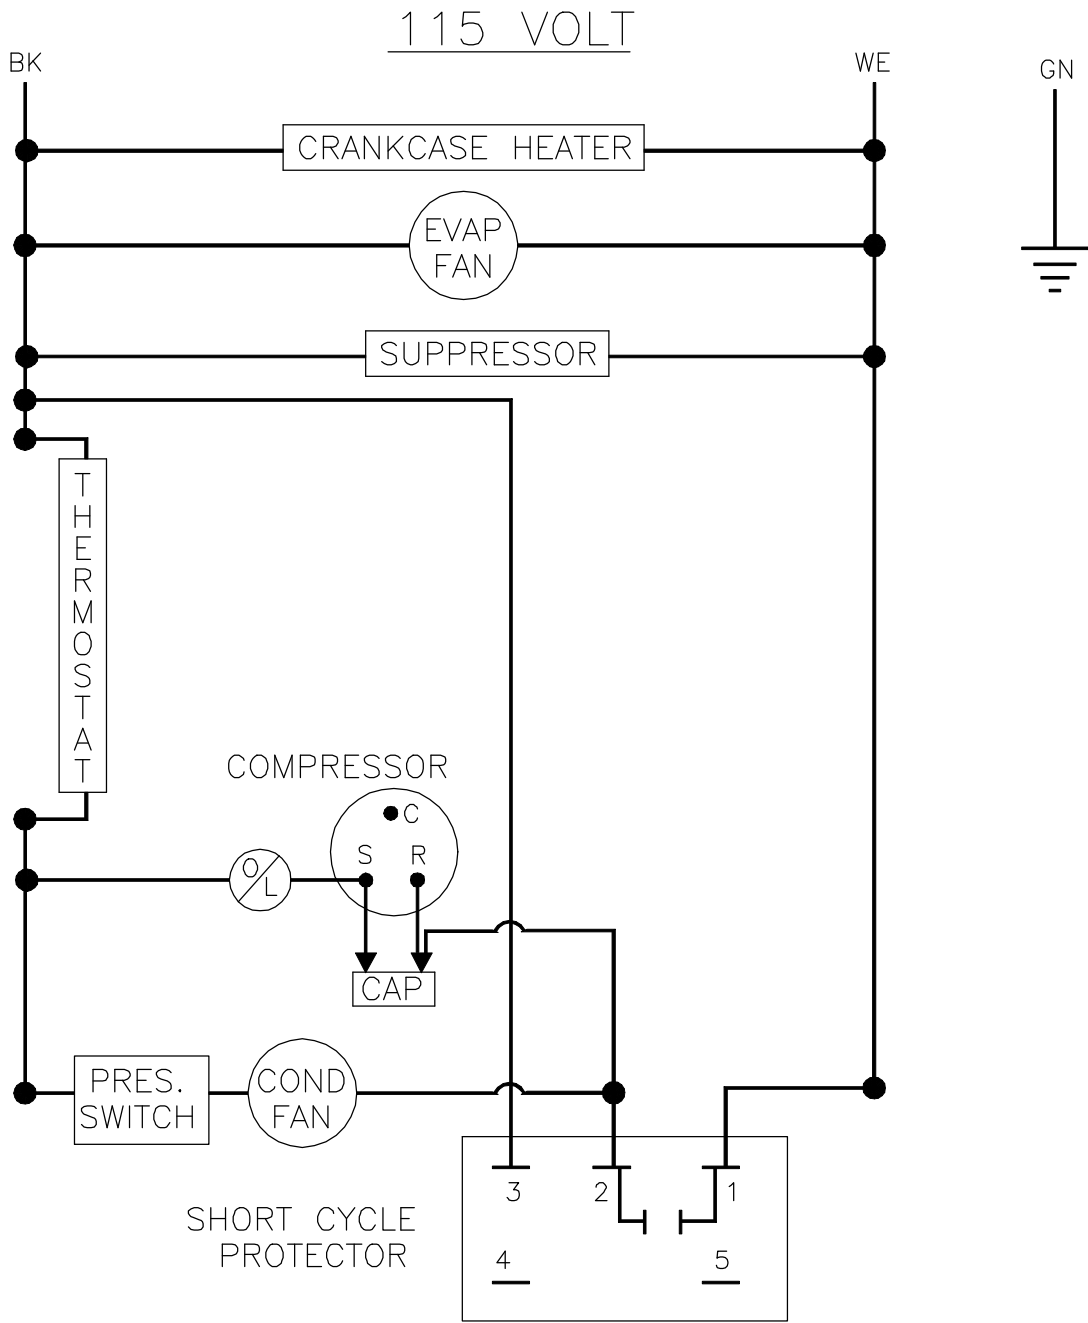 115 VOLT
BK
WE
GN
CRANKCASE HEATER
EVAP
FAN
SUPPRESSOR
THERMOSTAT
COMPRESSOR
C
S
R
O/L
CAP
PRES.
SWITCH
COND
FAN
3
2
1
SHORT CYCLE
PROTECTOR
4
5